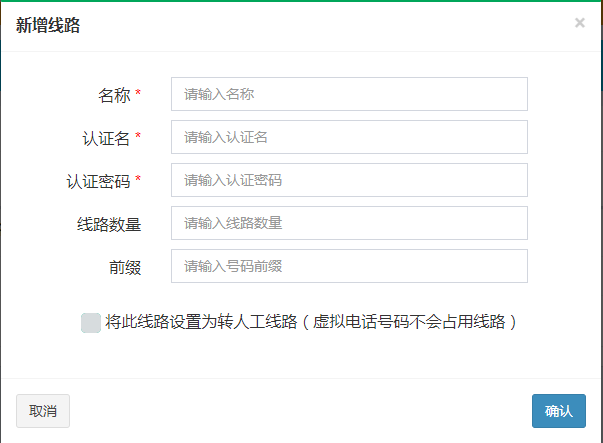 新增线路
×
名称 *
请输入名称
认证名 *
请输入认证名
认证密码 *
请输入认证密码
线路数量
请输入线路数量
前缀
请输入号码前缀
将此线路设置为转人工线路（虚拟电话号码不会占用线路）
取消
确认